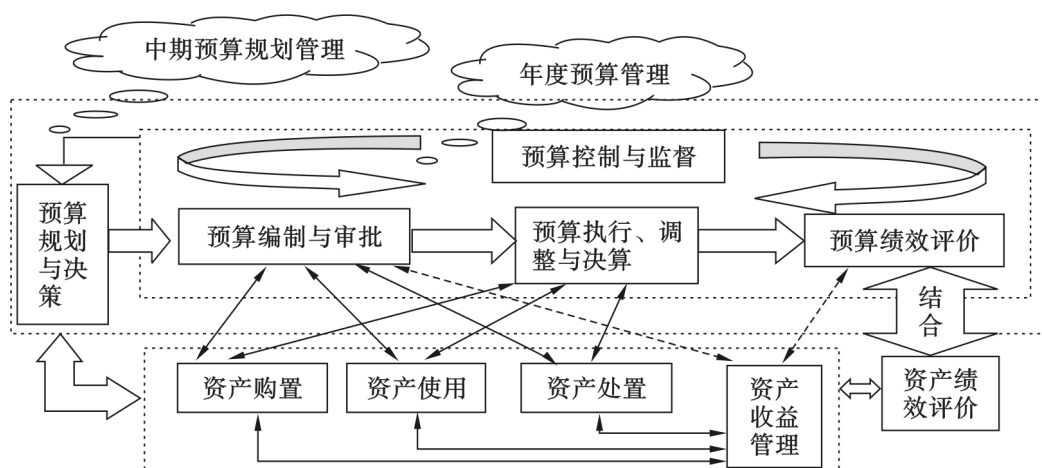 中期预算规划管理
年度预算管理
预算控制与监督
预算
规划
与决
策
预算编制与审批
预算执行、调
整与决算
预算绩效评价
结
合
资产购置
资产使用
资产处置
资产
收益
管理
资产绩
效评价